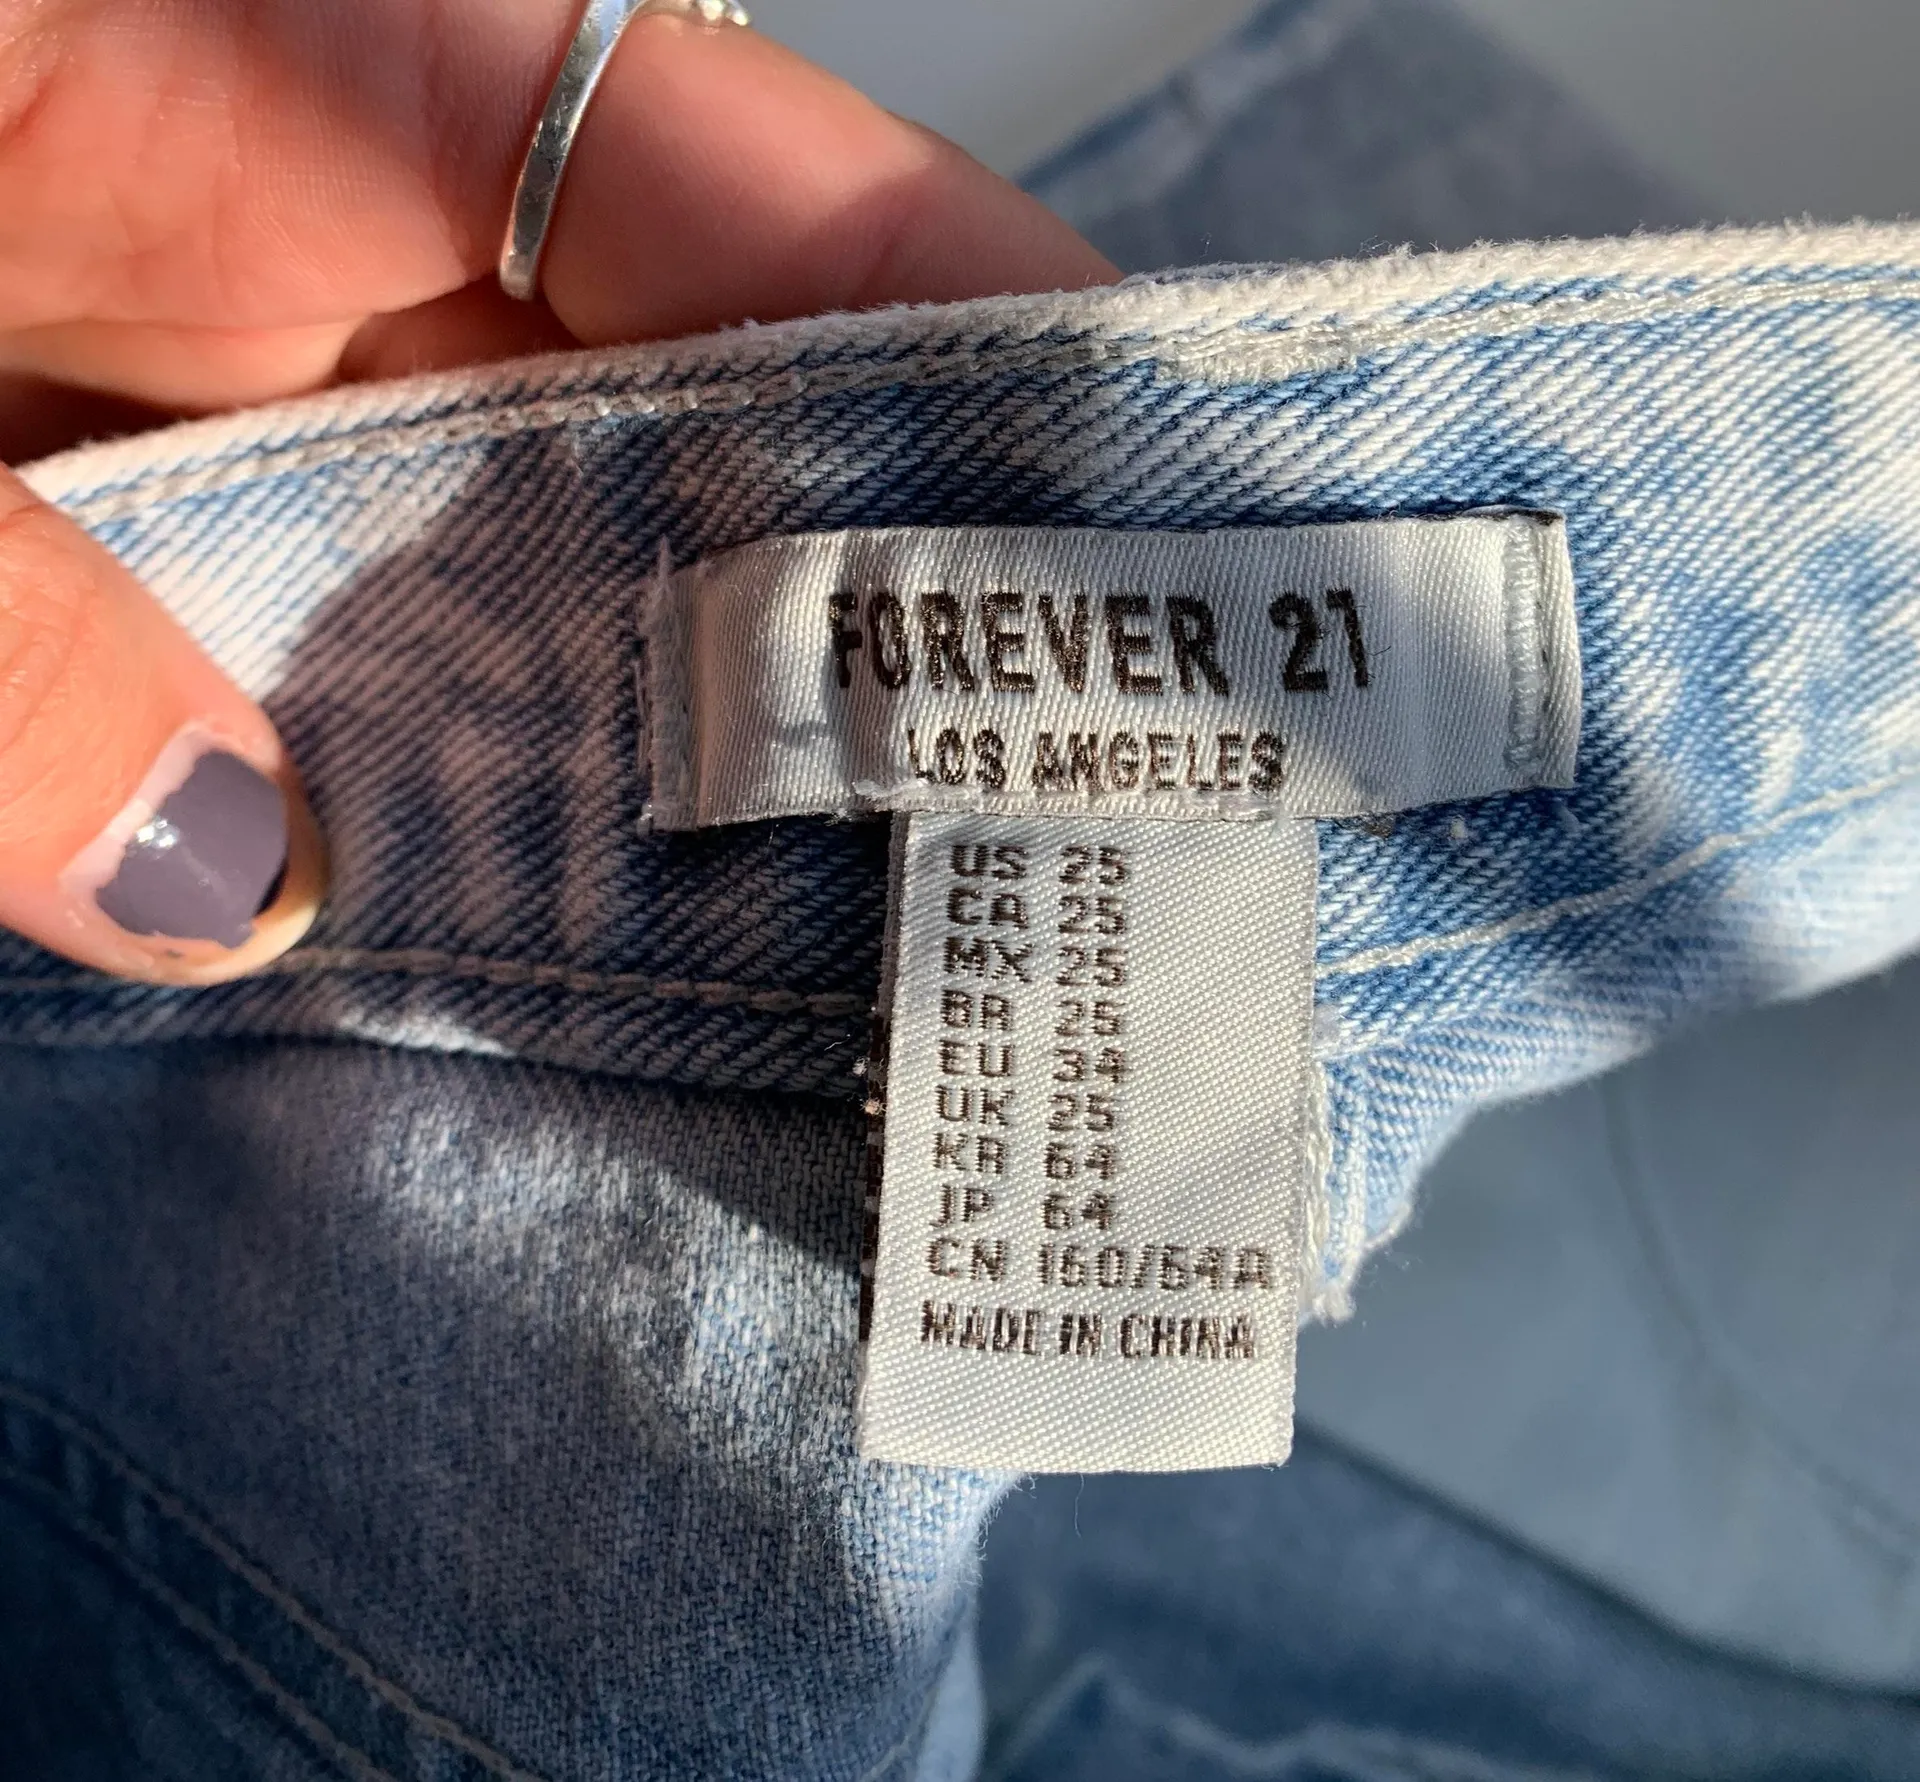 FOREVER 21
LOS ANGELES
US 25
CA 25
MX 25
BR 25
EU 34
UK 25
KR 64
JP 64
CN 160/64A
MADE IN CHINA